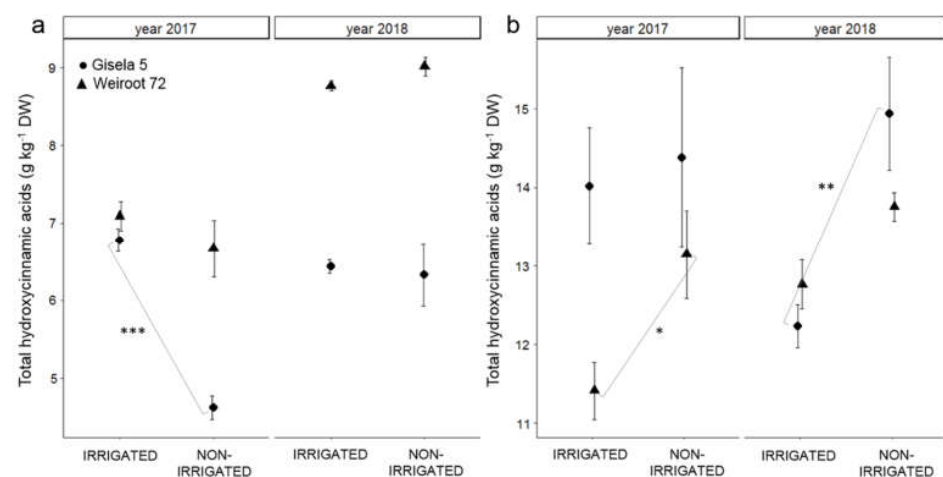 a
year 2017
year 2018
Gisela 5
Weiroot 72
Total hydroxycinnamic acids (g kg⁻¹ DW)
9
8
7
6
5
***
IRRIGATED
NON-
IRRIGATED
IRRIGATED
NON-
IRRIGATED
b
year 2017
year 2018
Total hydroxycinnamic acids (g kg⁻¹ DW)
15
14
13
12
11
*
**
IRRIGATED
NON-
IRRIGATED
IRRIGATED
NON-
IRRIGATED